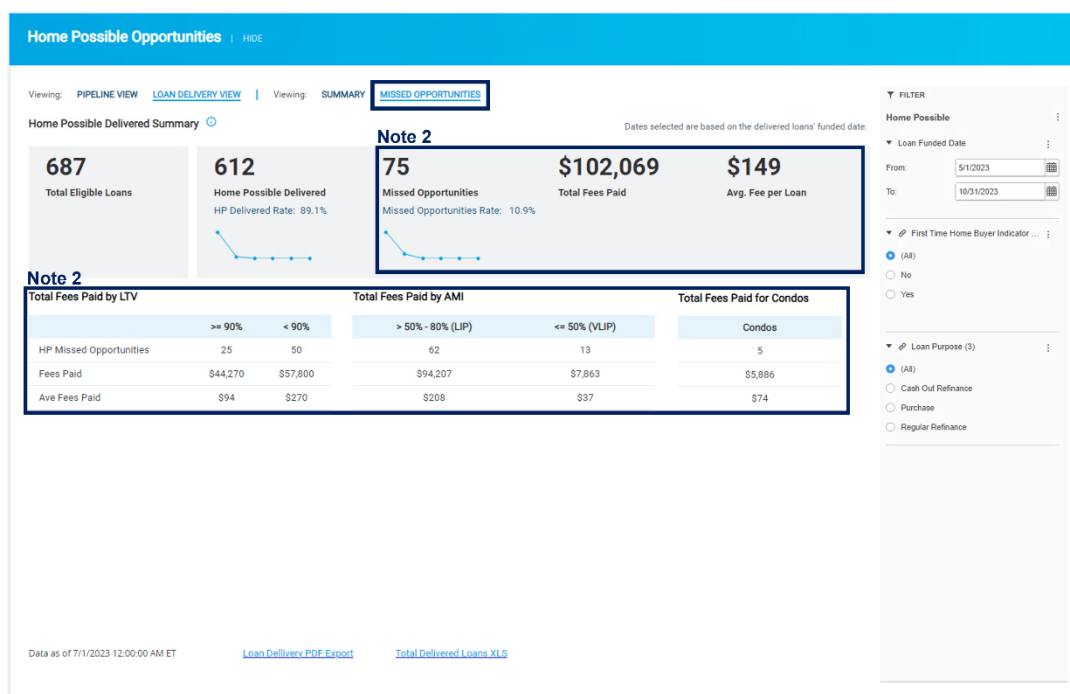 Home Possible Opportunities | HIDE
Viewing: PIPELINE VIEW LOAN DELIVERY VIEW | Viewing: SUMMARY MISSED OPPORTUNITIES
Home Possible Delivered Summary
Dates selected are based on the delivered loans' funded date.
Note 2
687
Total Eligible Loans
612
Home Possible Delivered
HP Delivered Rate: 89.1%
75
Missed Opportunities
Missed Opportunities Rate: 10.9%
$102,069
Total Fees Paid
$149
Avg. Fee per Loan
Note 2
Total Fees Paid by LTV
>= 90% < 90%
HP Missed Opportunities 25 50
Fees Paid $44,270 $57,800
Ave Fees Paid $94 $270
Total Fees Paid by AMI
> 50% - 80% (LIP) <= 50% (VLIP)
62 13
$94,207 $7,863
$208 $37
Total Fees Paid for Condos
Condos
5
$5,886
$74
Data as of 7/1/2023 12:00:00 AM ET
Loan Dellivery PDF Export
Total Delivered Loans XLS
FILTER
Home Possible
Loan Funded Date
From: 5/1/2023
To: 10/31/2023
First Time Home Buyer Indicator ...
(All)
No
Yes
Loan Purpose (3)
(All)
Cash Out Refinance
Purchase
Regular Refinance